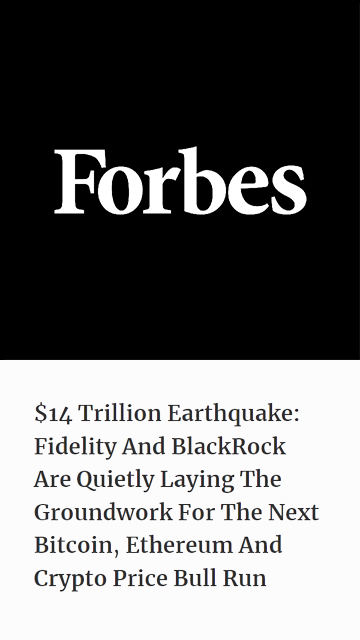 Forbes
$14 Trillion Earthquake:
Fidelity And BlackRock
Are Quietly Laying The
Groundwork For The Next
Bitcoin, Ethereum And
Crypto Price Bull Run